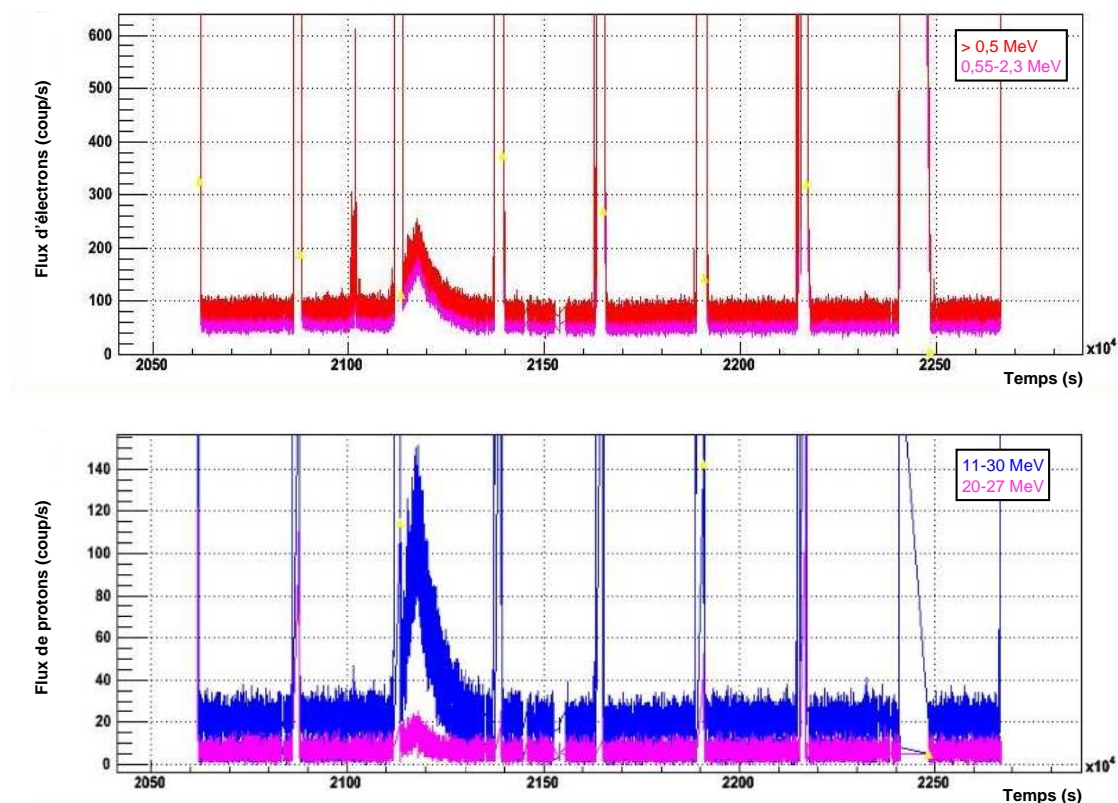 600
500
400
300
200
100
0
Flux d'électrons (coup/s)
> 0,5 MeV
0,55-2,3 MeV
2050 2100 2150 2200 2250
x10⁴
Temps (s)
140
120
100
80
60
40
20
0
Flux de protons (coup/s)
11-30 MeV
20-27 MeV
2050 2100 2150 2200 2250
x10⁴
Temps (s)